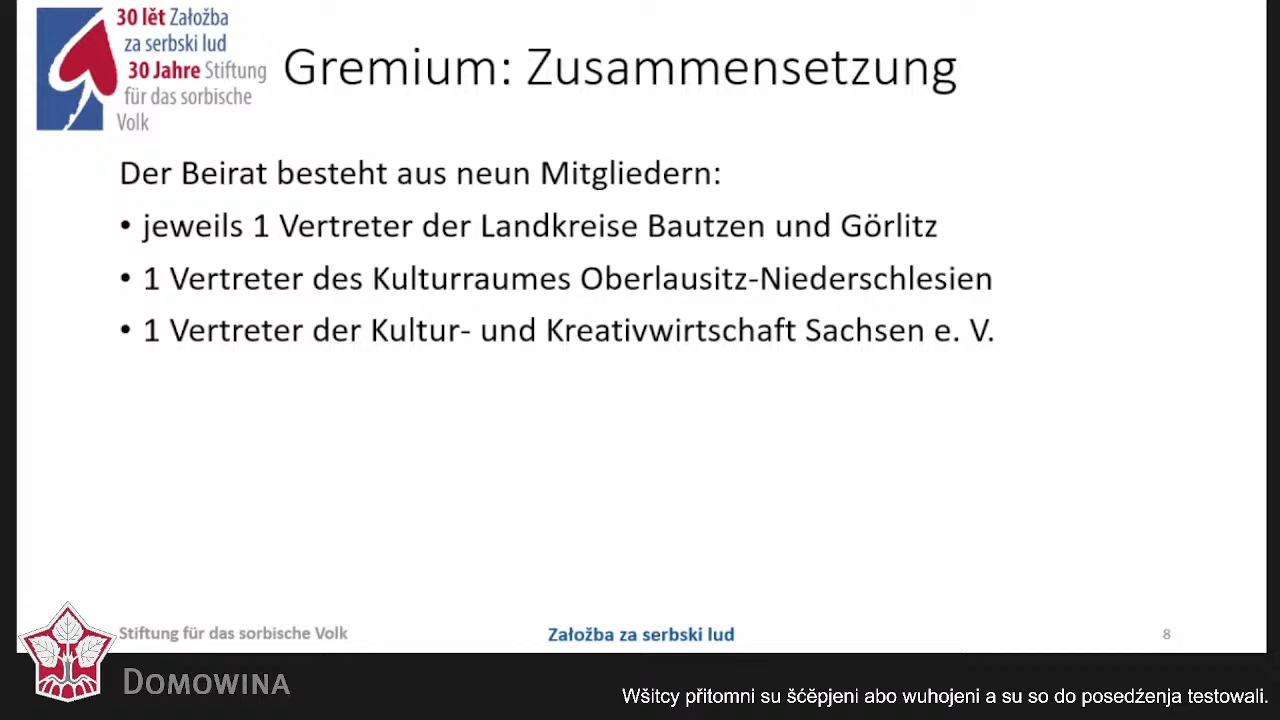 30 lět Załožba
za serbski lud
30 Jahre Stiftung
für das sorbische
Volk
Gremium: Zusammensetzung
Der Beirat besteht aus neun Mitgliedern:
• jeweils 1 Vertreter der Landkreise Bautzen und Görlitz
• 1 Vertreter des Kulturraumes Oberlausitz-Niederschlesien
• 1 Vertreter der Kultur- und Kreativwirtschaft Sachsen e. V.
Stiftung für das sorbische Volk
Załožba za serbski lud
8
DOMOWINA
Wšitcy přitomni su šćěpjeni abo wuhojeni a su so do posedźenja testowali.